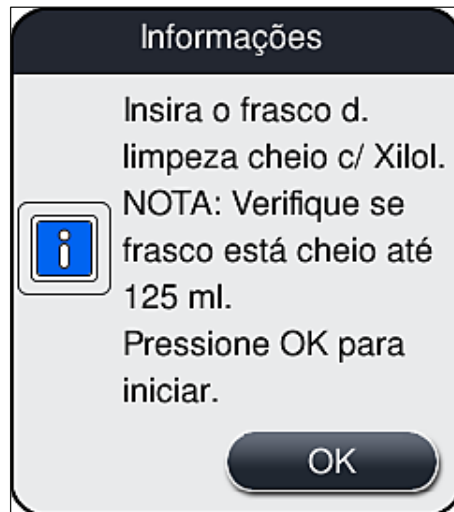 Informações
Insira o frasco d.
limpeza cheio c/ Xilol.
NOTA: Verifique se
frasco está cheio até
125 ml.
Pressione OK para
iniciar.
OK